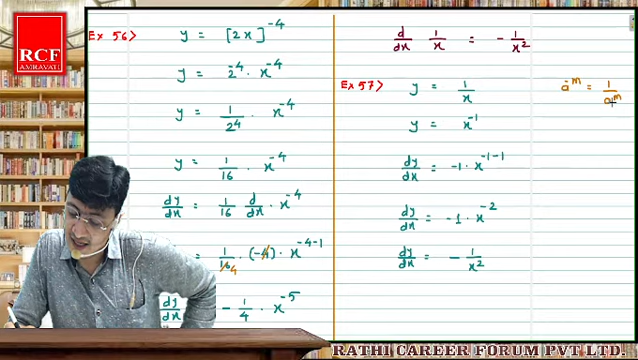 RCF
AMRAVATI
Ex 56>
y = [2x]^-4
y = 2^-4 · x^-4
y = 1/2^4 · x^-4
y = 1/16 · x^-4
dy/dx = 1/16 d/dx · x^-4
= 1/16 · (-4) · x^-4-1
4
dy/dx - 1/4 · x^-5
d/dx 1/x = - 1/x^2
Ex 57>
y = 1/x
y = x^-1
dy/dx = -1 · x^-1-1
dy/dx = -1 · x^-2
dy/dx = - 1/x^2
a^-m = 1/a^m
RATHI CAREER FORUM PVT LTD.